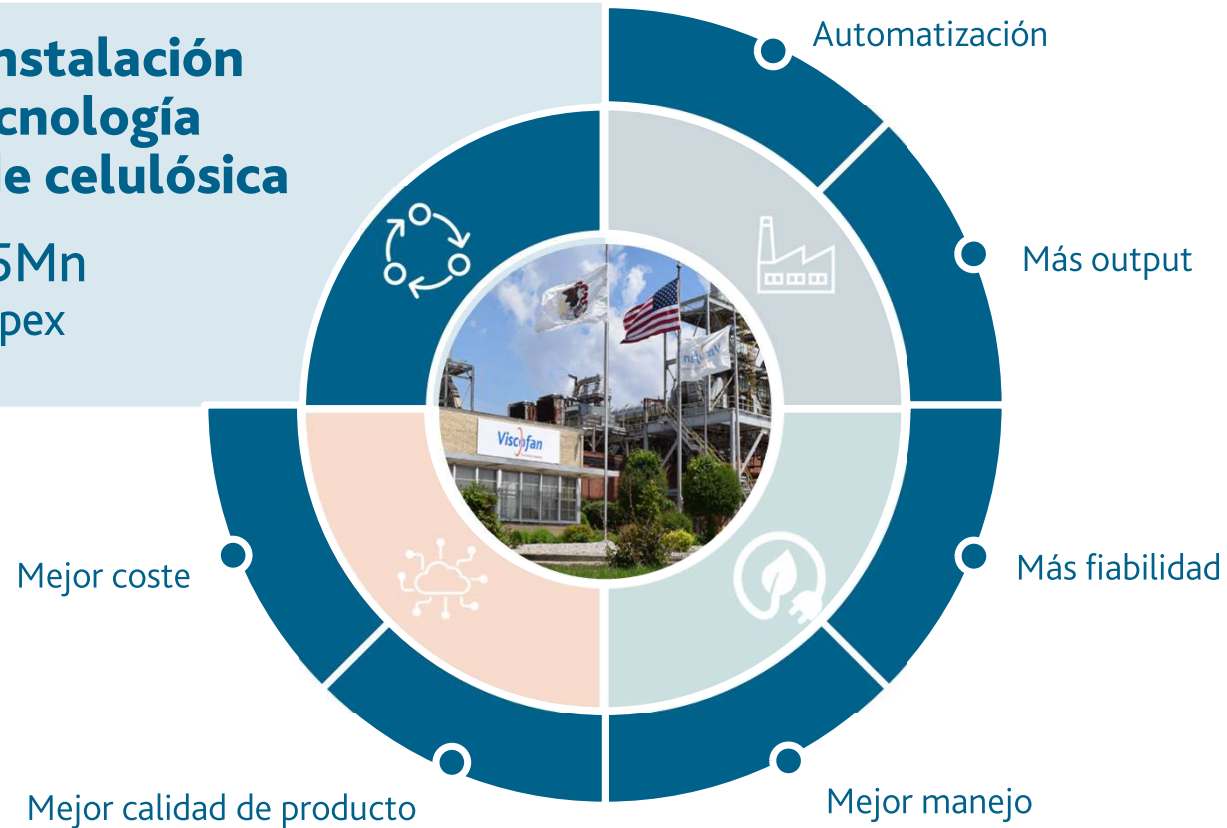 nstalación
cnología
de celulósica
5Mn
pex
Automatización
Más output
Más fiabilidad
Mejor manejo
Mejor calidad de producto
Mejor coste
Viscofan